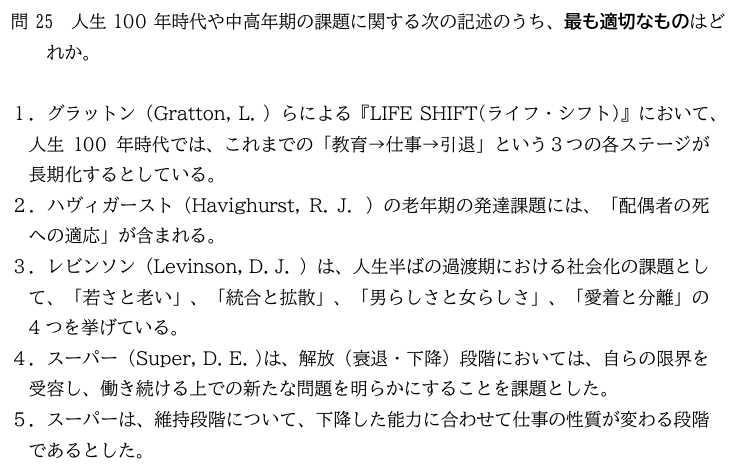 問 25　人生 100 年時代や中高年期の課題に関する次の記述のうち、最も適切なものはど
れか。
１．グラットン（Gratton, L. ）らによる『LIFE SHIFT(ライフ・シフト)』において、
人生 100 年時代では、これまでの「教育→仕事→引退」という３つの各ステージが
長期化するとしている。
２．ハヴィガースト（Havighurst, R. J. ）の老年期の発達課題には、「配偶者の死
への適応」が含まれる。
３．レビンソン（Levinson, D. J. ）は、人生半ばの過渡期における社会化の課題とし
て、「若さと老い」、「統合と拡散」、「男らしさと女らしさ」、「愛着と分離」の
４つを挙げている。
４．スーパー（Super, D. E. )は、解放（衰退・下降）段階においては、自らの限界を
受容し、働き続ける上での新たな問題を明らかにすることを課題とした。
５．スーパーは、維持段階について、下降した能力に合わせて仕事の性質が変わる段階
であるとした。